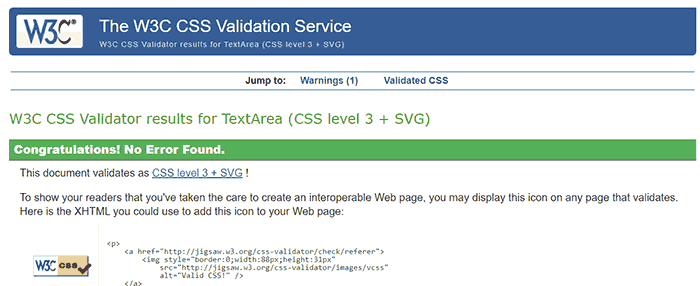 W3C®
The W3C CSS Validation Service
W3C CSS Validator results for TextArea (CSS level 3 + SVG)
Jump to: Warnings (1) Validated CSS
W3C CSS Validator results for TextArea (CSS level 3 + SVG)
Congratulations! No Error Found.
This document validates as CSS level 3 + SVG !
To show your readers that you've taken the care to create an interoperable Web page, you may display this icon on any page that validates.
Here is the XHTML you could use to add this icon to your Web page:
W3C css
<p>
<a href="http://jigsaw.w3.org/css-validator/check/referer">
<img style="border:0;width:88px;height:31px"
src="http://jigsaw.w3.org/css-validator/images/vcss"
alt="Valid CSS!" />
</a>